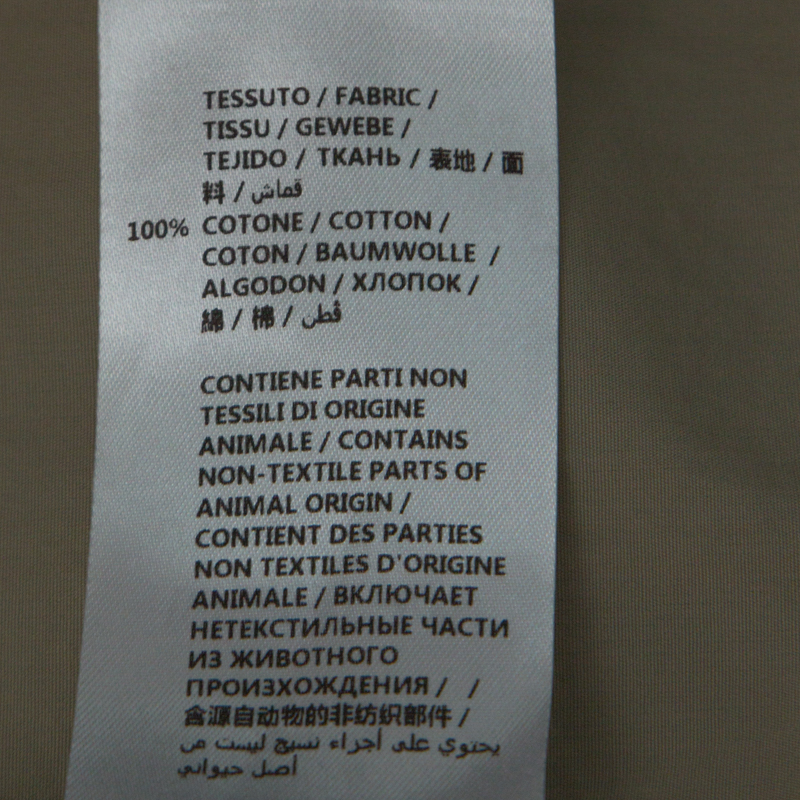 TESSUTO / FABRIC /
TISSU / GEWEBE /
TEJIDO / ТКАНЬ / 表地 / 面
料 / قماش
100% COTONE / COTTON /
COTON / BAUMWOLLE /
ALGODON / ХЛОПОК /
綿 / 棉 / قطن
CONTIENE PARTI NON
TESSILI DI ORIGINE
ANIMALE / CONTAINS
NON-TEXTILE PARTS OF
ANIMAL ORIGIN /
CONTIENT DES PARTIES
NON TEXTILES D'ORIGINE
ANIMALE / ВКЛЮЧАЕТ
НЕТЕКСТИЛЬНЫЕ ЧАСТИ
ИЗ ЖИВОТНОГО
ПРОИЗХОЖДЕНИЯ / /
含源自动物的非纺织部件 /
يحتوي على أجزاء نسيج ليست من
أصل حيواني